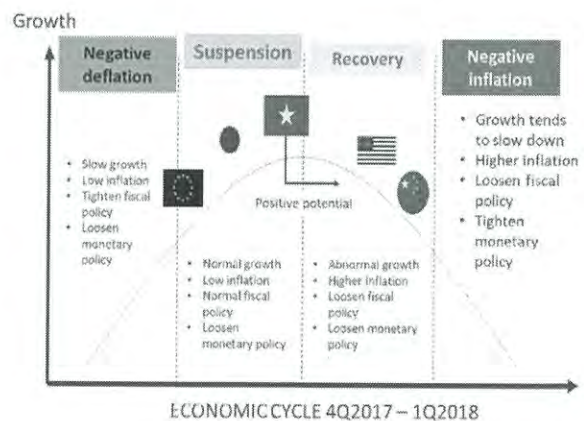 Growth
Negative
deflation
Suspension
Recovery
Negative
inflation
• Slow growth
• Low inflation
• Tighten fiscal
policy
• Loosen
monetary
policy
Positive potential
• Normal growth
• Low inflation
• Normal fiscal
policy
• Loosen
monetary policy
• Abnormal growth
• Higher inflation
• Loosen fiscal
policy
• Loosen monetary
policy
• Growth tends
to slow down
• Higher inflation
• Loosen fiscal
policy
• Tighten
monetary
policy
ECONOMIC CYCLE 4Q2017 – 1Q2018